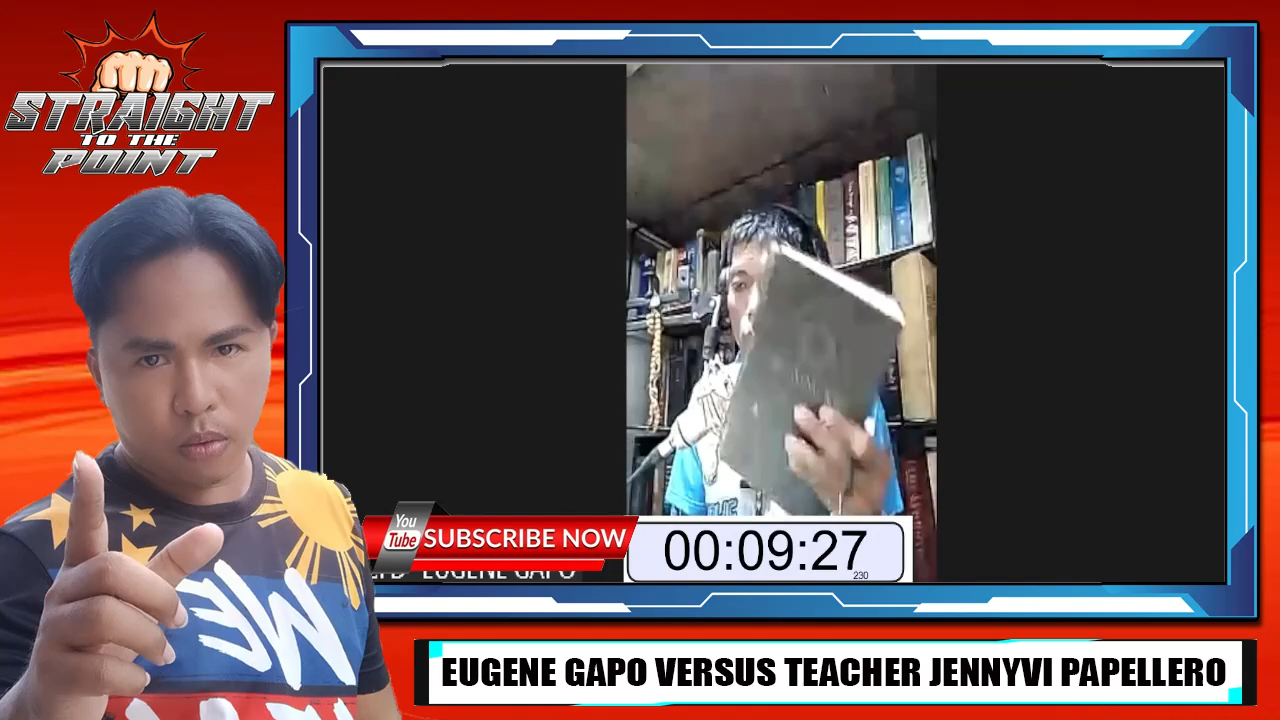 STRAIGHT
TO THE
POINT
You
Tube
SUBSCRIBE NOW
EUGENE GAPO
00:09:27
230
EUGENE GAPO VERSUS TEACHER JENNYVI PAPELLERO